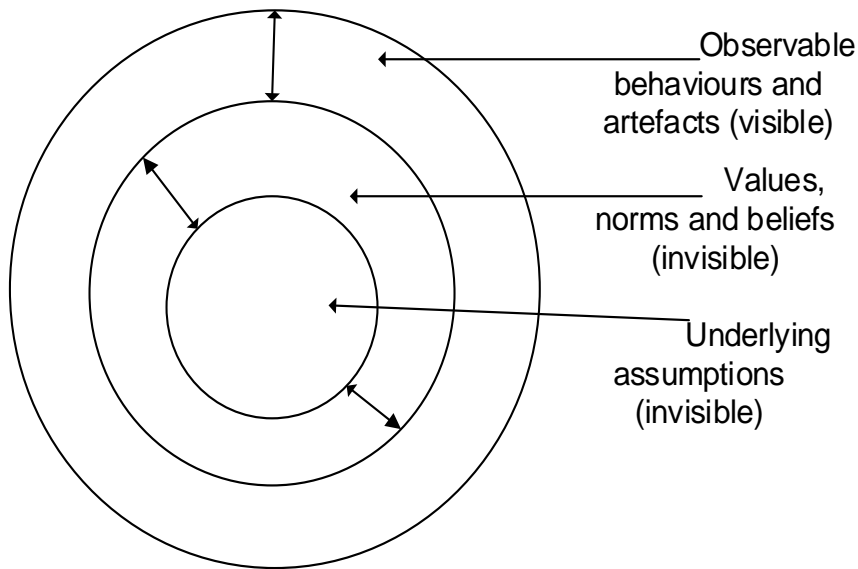 Observable
behaviours and
artefacts (visible)
Values,
norms and beliefs
(invisible)
Underlying
assumptions
(invisible)